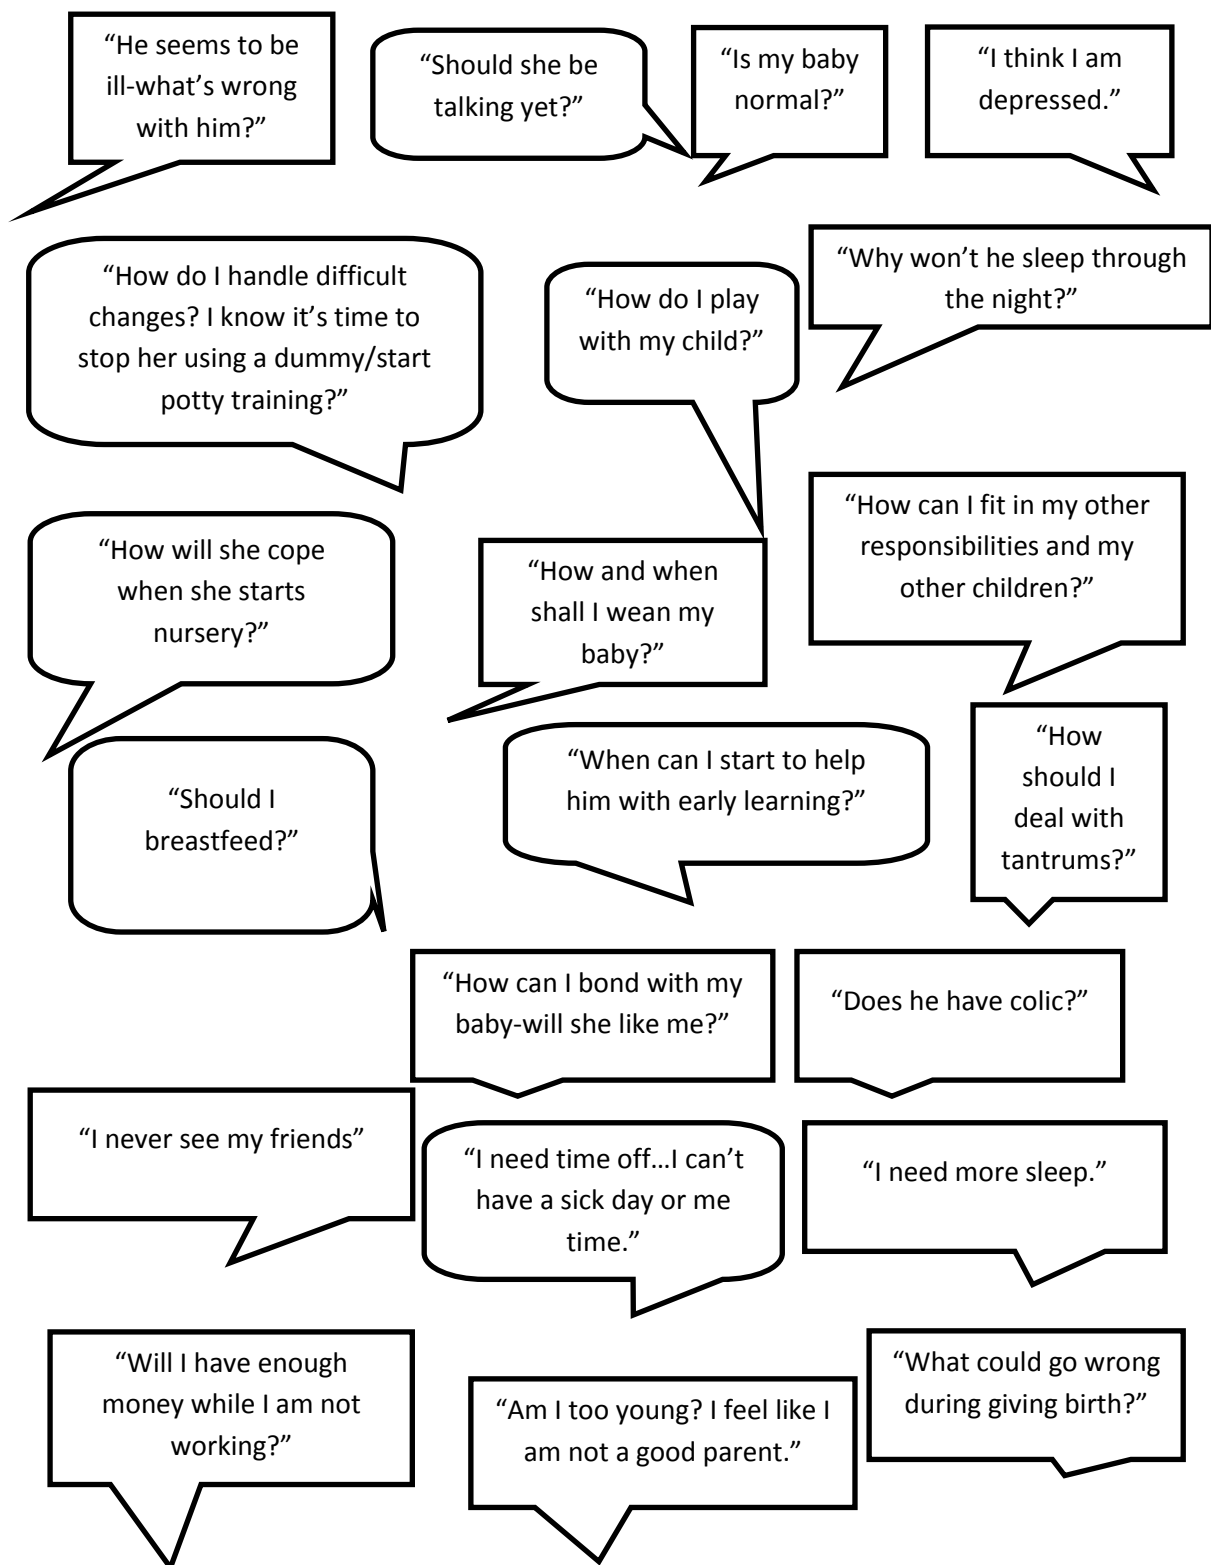 “He seems to be
ill-what’s wrong
with him?”
“Should she be
talking yet?”
“Is my baby
normal?”
“I think I am
depressed.”
“How do I handle difficult
changes? I know it’s time to
stop her using a dummy/start
potty training?”
“How do I play
with my child?”
“Why won’t he sleep through
the night?”
“How will she cope
when she starts
nursery?”
“How and when
shall I wean my
baby?”
“How can I fit in my other
responsibilities and my
other children?”
“Should I
breastfeed?”
“When can I start to help
him with early learning?”
“How
should I
deal with
tantrums?”
“How can I bond with my
baby-will she like me?”
“Does he have colic?”
“I never see my friends”
“I need time off...I can’t
have a sick day or me
time.”
“I need more sleep.”
“Will I have enough
money while I am not
working?”
“Am I too young? I feel like I
am not a good parent.”
“What could go wrong
during giving birth?”